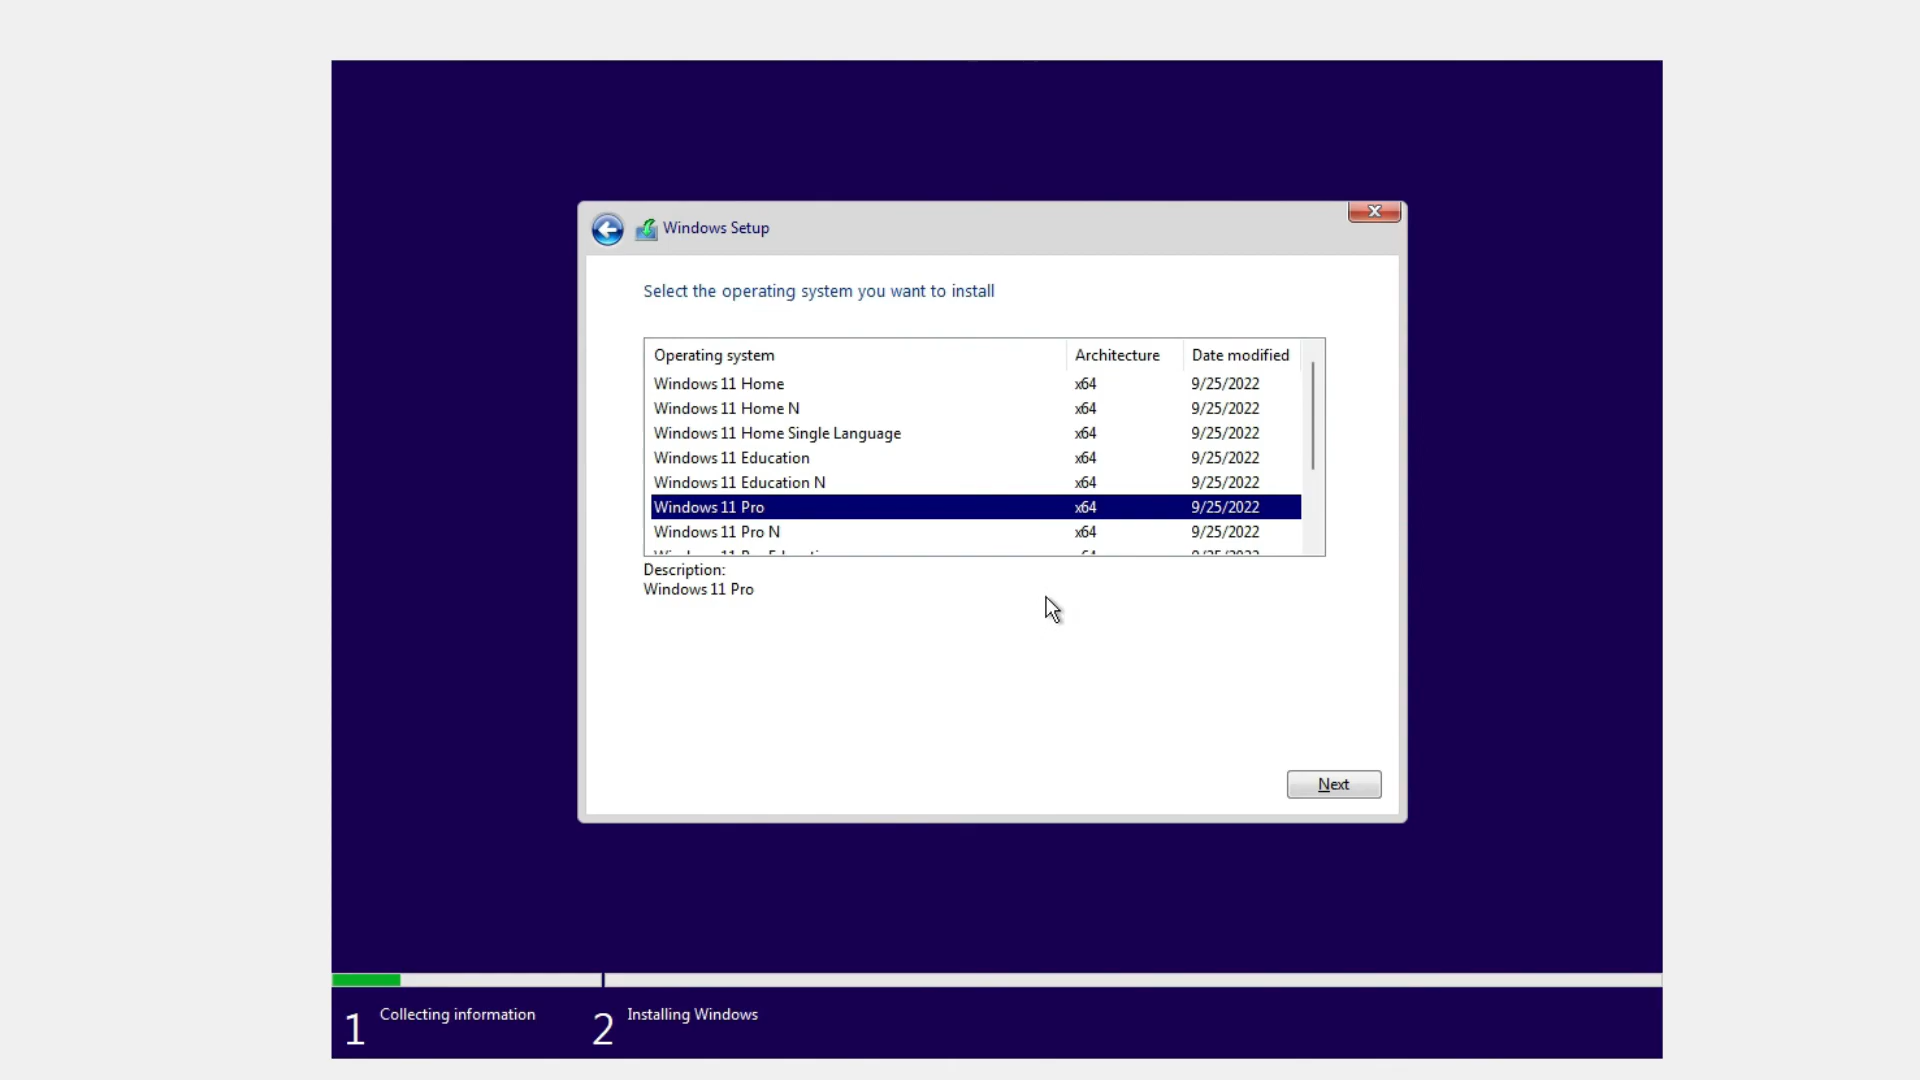 Windows Setup
Select the operating system you want to install
Operating system Architecture Date modified
Windows 11 Home x64 9/25/2022
Windows 11 Home N x64 9/25/2022
Windows 11 Home Single Language x64 9/25/2022
Windows 11 Education x64 9/25/2022
Windows 11 Education N x64 9/25/2022
Windows 11 Pro x64 9/25/2022
Windows 11 Pro N x64 9/25/2022
Description:
Windows 11 Pro
Next
1 Collecting information 2 Installing Windows